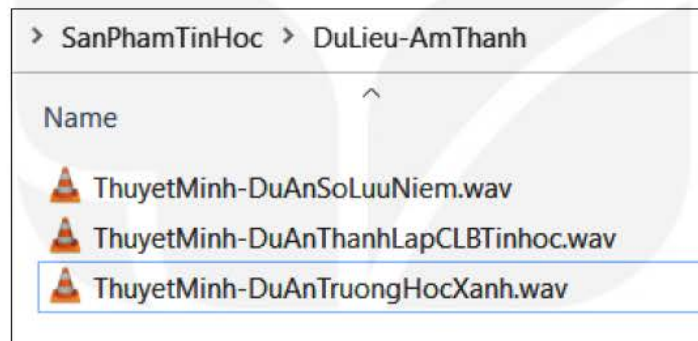 > SanPhamTinHoc > DuLieu-AmThanh
Name
ThuyetMinh-DuAnSoLuuNiem.wav
ThuyetMinh-DuAnThanhLapCLBTinhoc.wav
ThuyetMinh-DuAnTruongHocXanh.wav